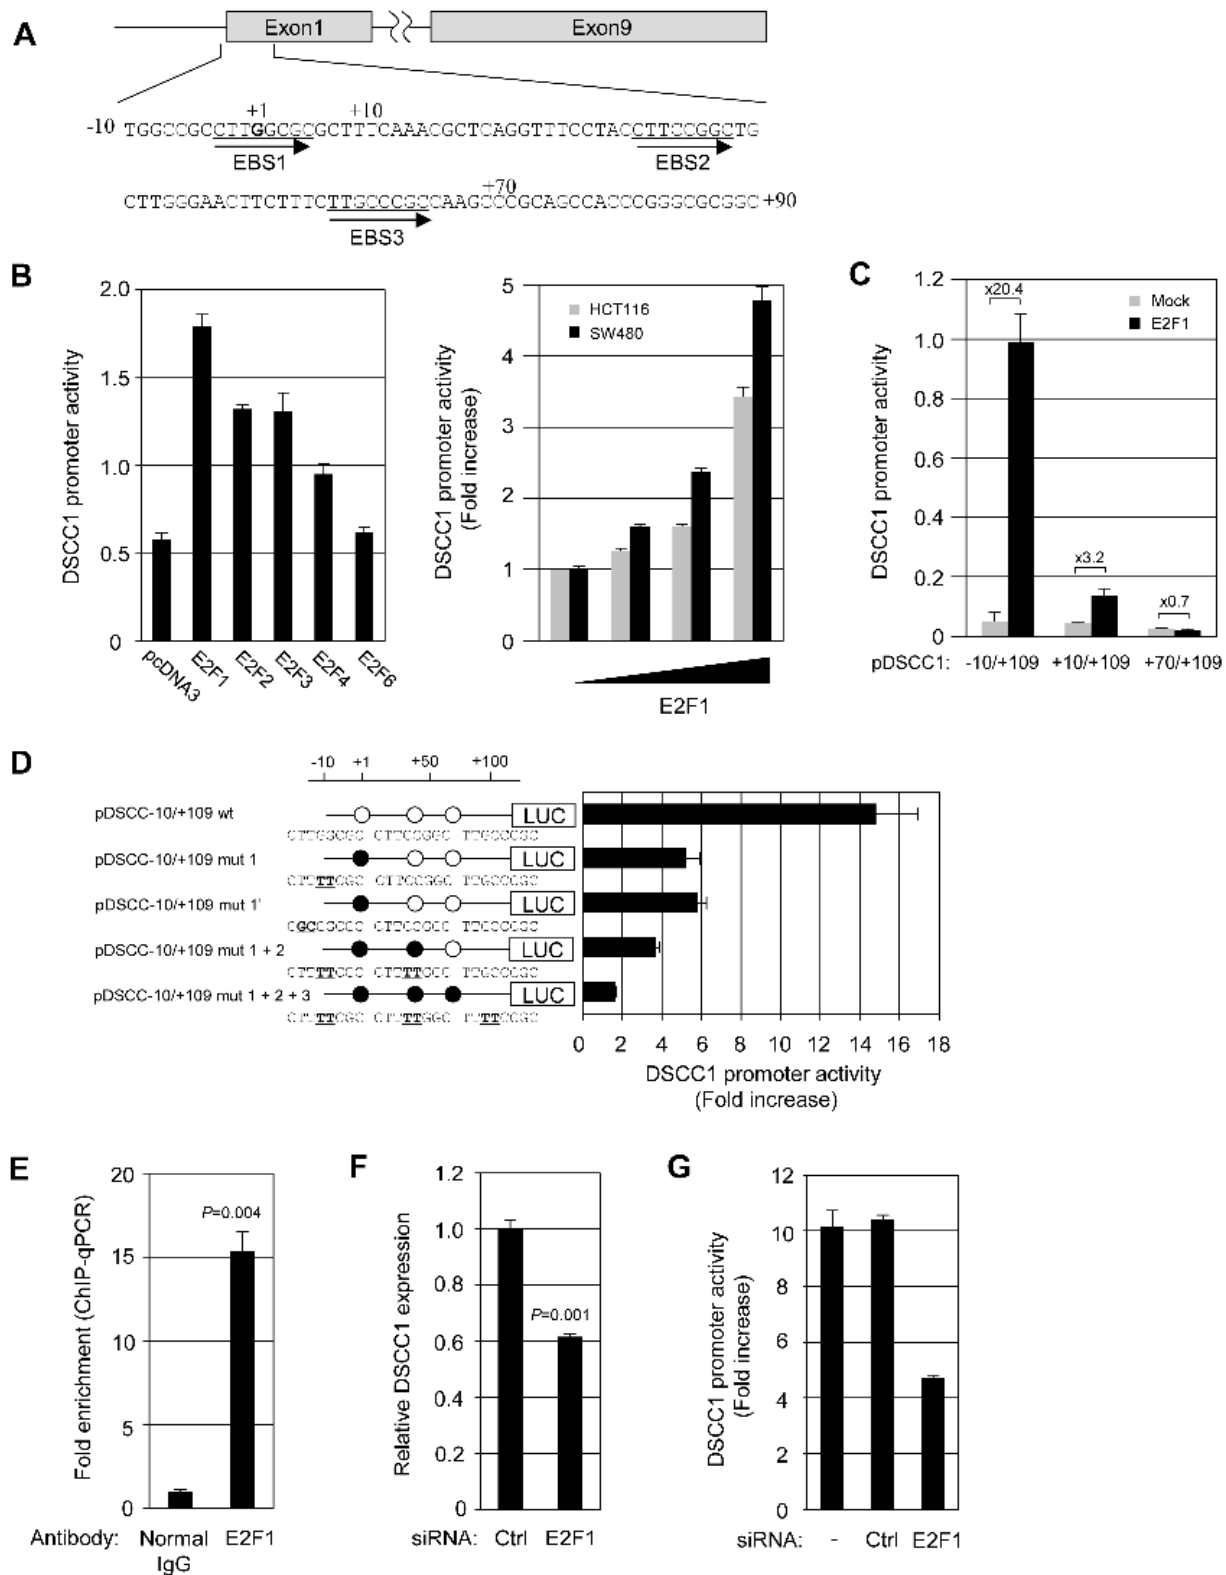 A
Exon1
Exon9
+1
+10
-10 TGGCCGCCTTGGCGCGCTTTCAAACGCTCAGGTTTCCTACCTTCCGGCTG
EBS1
EBS2
+70
CTTGGGAACTTCTTTCTTGCCCGCCAAGCCCGCAGCCACCCGGGCGCGGC +90
EBS3
B
DSCC1 promoter activity
2.0
1.5
1.0
0.5
0
pcDNA3
E2F1
E2F2
E2F3
E2F4
E2F6
DSCC1 promoter activity
(Fold increase)
5
4
3
2
1
0
HCT116
SW480
E2F1
C
DSCC1 promoter activity
1.2
1.0
0.8
0.6
0.4
0.2
0
Mock
E2F1
x20.4
x3.2
x0.7
pDSCC1: -10/+109 +10/+109 +70/+109
D
-10 +1 +50 +100
pDSCC-10/+109 wt
LUC
CTTGGCGC CTTCCGGC TTGCCCGC
pDSCC-10/+109 mut 1
LUC
CTTTTCGC CTTCCGGC TTGCCCGC
pDSCC-10/+109 mut 1'
LUC
pDSCC-10/+109 mut 1 + 2
LUC
pDSCC-10/+109 mut 1 + 2 + 3
LUC
CTTTTCGC CTTTTGGC TTTTCCGC
0 2 4 6 8 10 12 14 16 18
DSCC1 promoter activity
(Fold increase)
E
Fold enrichment (ChIP-qPCR)
20
15
10
5
0
P=0.004
Antibody: Normal IgG E2F1
F
Relative DSCC1 expression
1.2
1.0
0.8
0.6
0.4
0.2
0
P=0.001
siRNA: Ctrl E2F1
G
DSCC1 promoter activity
(Fold increase)
12
10
8
6
4
2
0
siRNA: - Ctrl E2F1